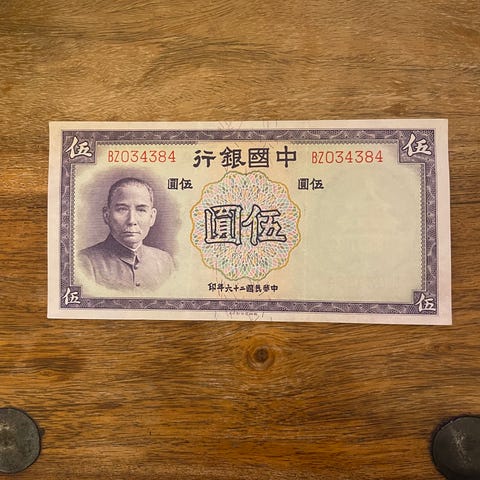 伍 伍
BZ034384 中國銀行 BZ034384
伍圓 伍圓
伍圓
中華民國二十六年印
伍 伍